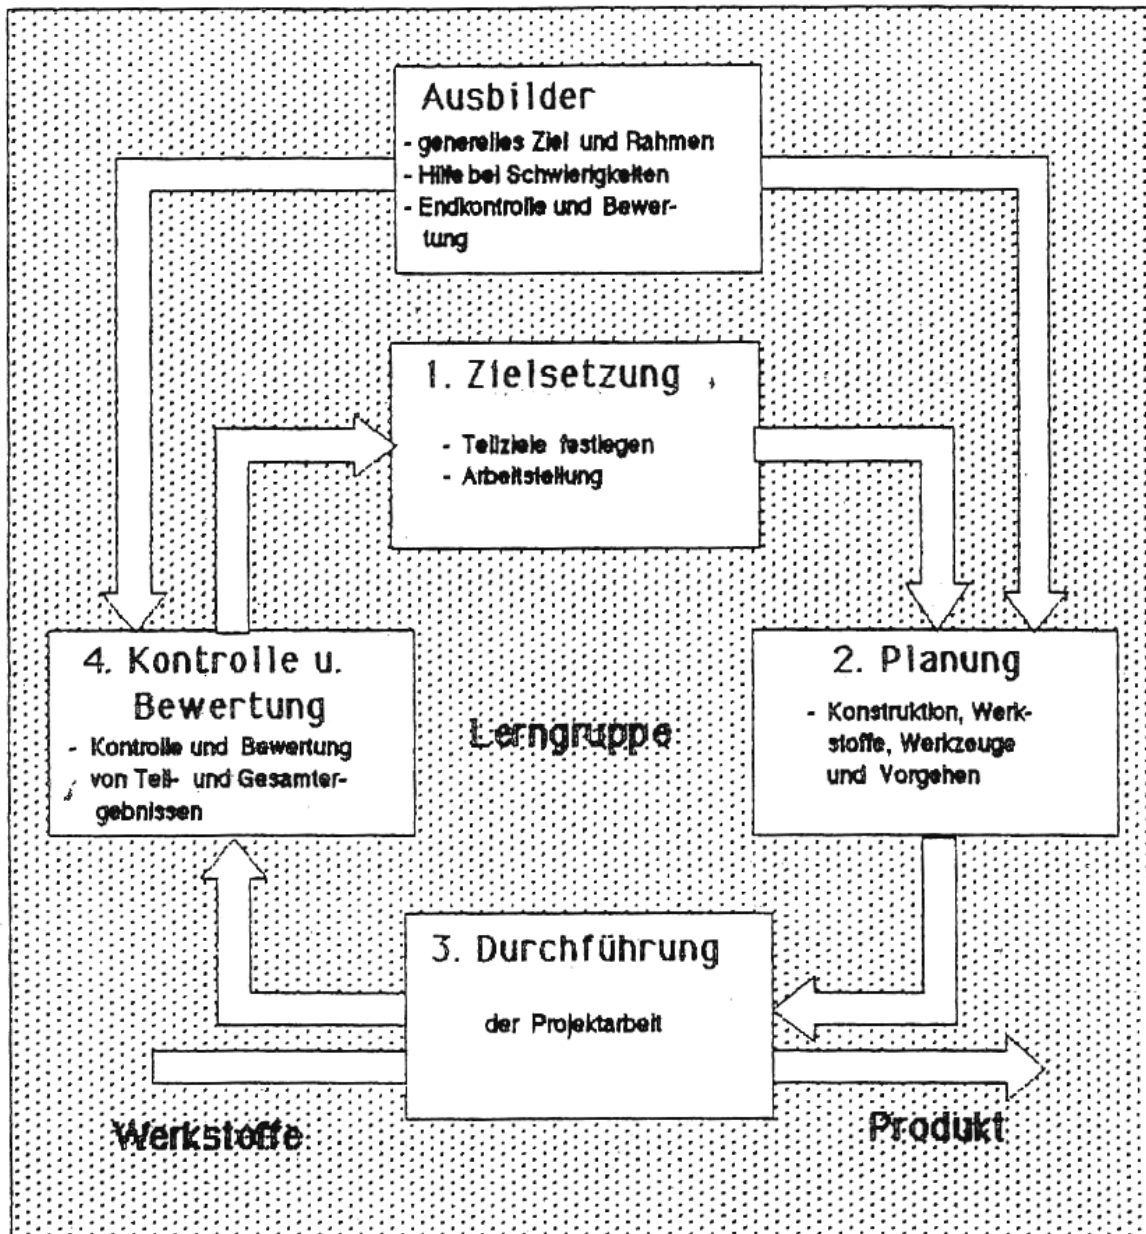 Ausbilder
- generelles Ziel und Rahmen
- Hilfe bei Schwierigkeiten
- Endkontrolle und Bewer-
tung
1. Zielsetzung
- Teilziele festlegen
- Arbeitsteilung
4. Kontrolle u.
Bewertung
- Kontrolle und Bewertung
von Teil- und Gesamter-
gebnissen
Lerngruppe
2. Planung
- Konstruktion, Werk-
stoffe, Werkzeuge
und Vorgehen
3. Durchführung
der Projektarbeit
Werkstoffe
Produkt